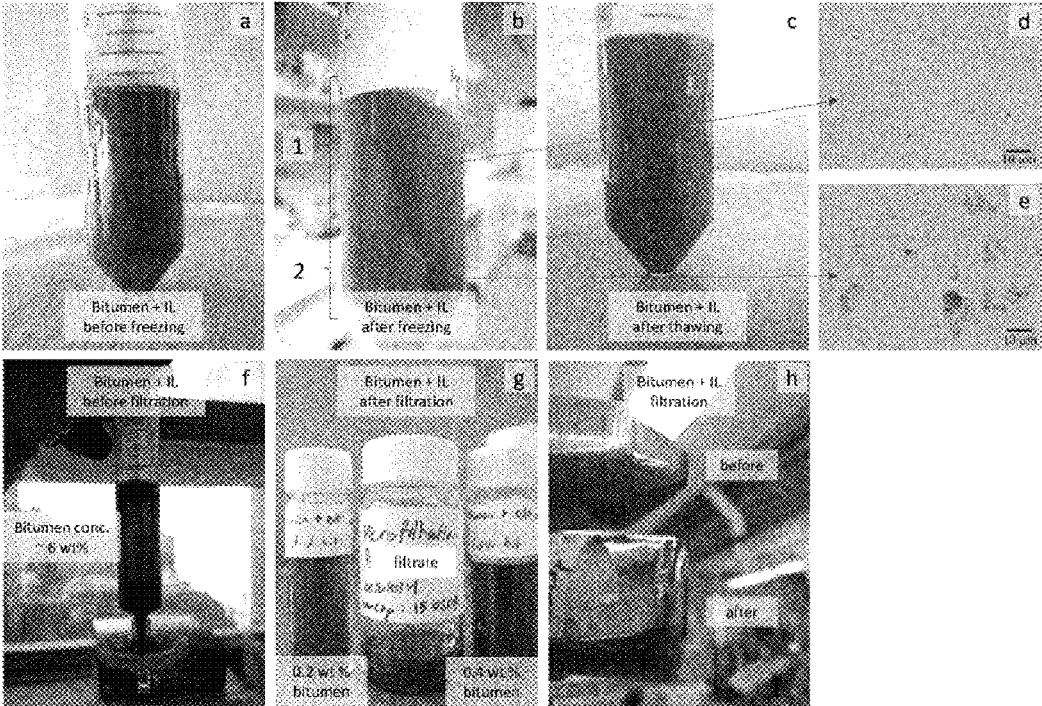 a
Bitumen + IL
before freezing
b
1
2
Bitumen + IL
after freezing
c
Bitumen + IL
after thawing
d
10 μm
e
10 μm
f
Bitumen + IL
before filtration
Bitumen conc.
~ 6 wt%
g
Bitumen + IL
after filtration
filtrate
0.2 wt%
bitumen
0.4 wt%
bitumen
h
Bitumen + IL
filtration
before
after